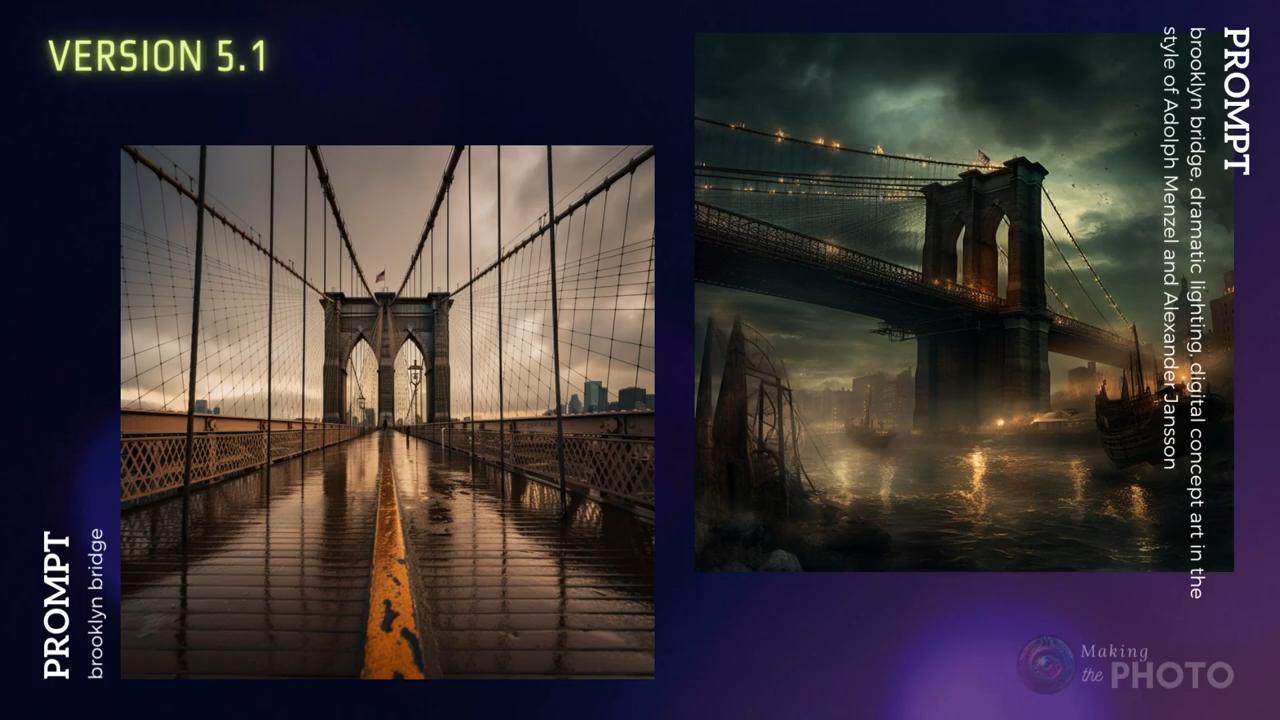 VERSION 5.1
PROMPT
brooklyn bridge
PROMPT
brooklyn bridge, dramatic lighting, digital concept art in the
style of Adolph Menzel and Alexander Jansson
Making
the PHOTO